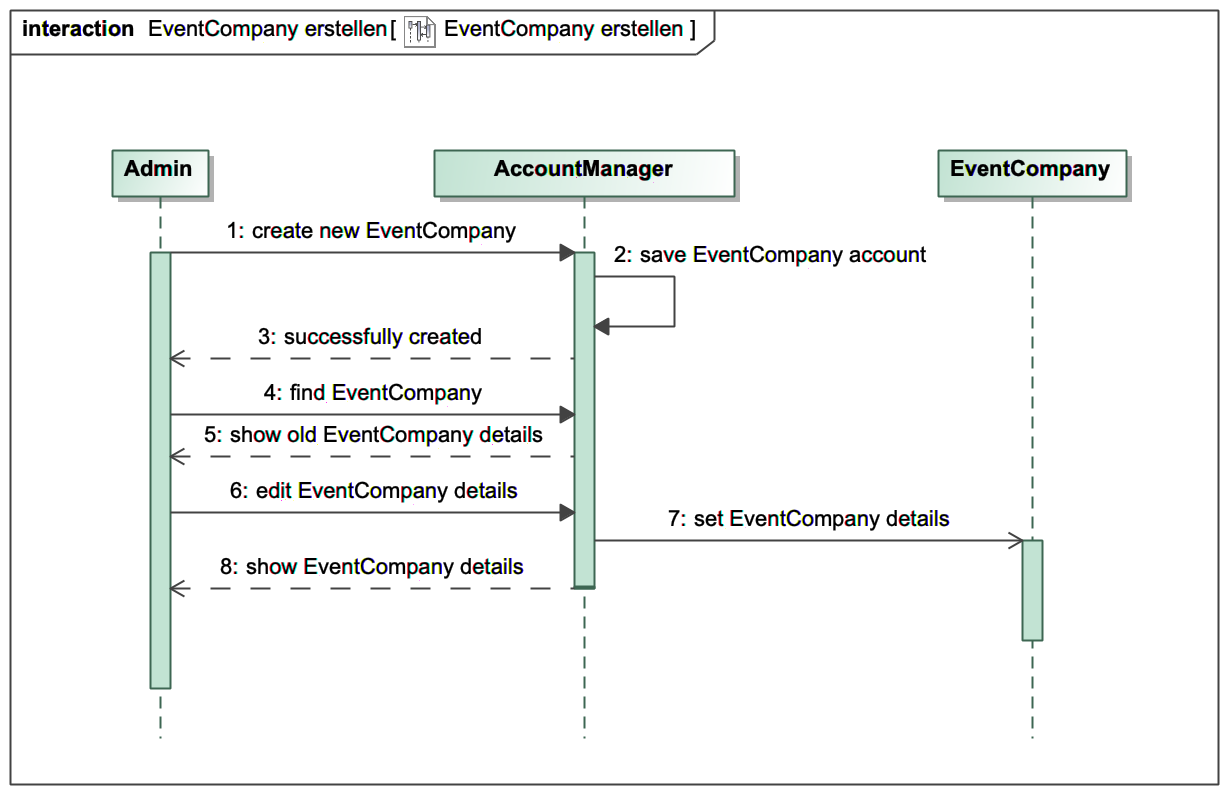 interaction EventCompany erstellen[ EventCompany erstellen ]
Admin
AccountManager
EventCompany
1: create new EventCompany
2: save EventCompany account
3: successfully created
4: find EventCompany
5: show old EventCompany details
6: edit EventCompany details
7: set EventCompany details
8: show EventCompany details